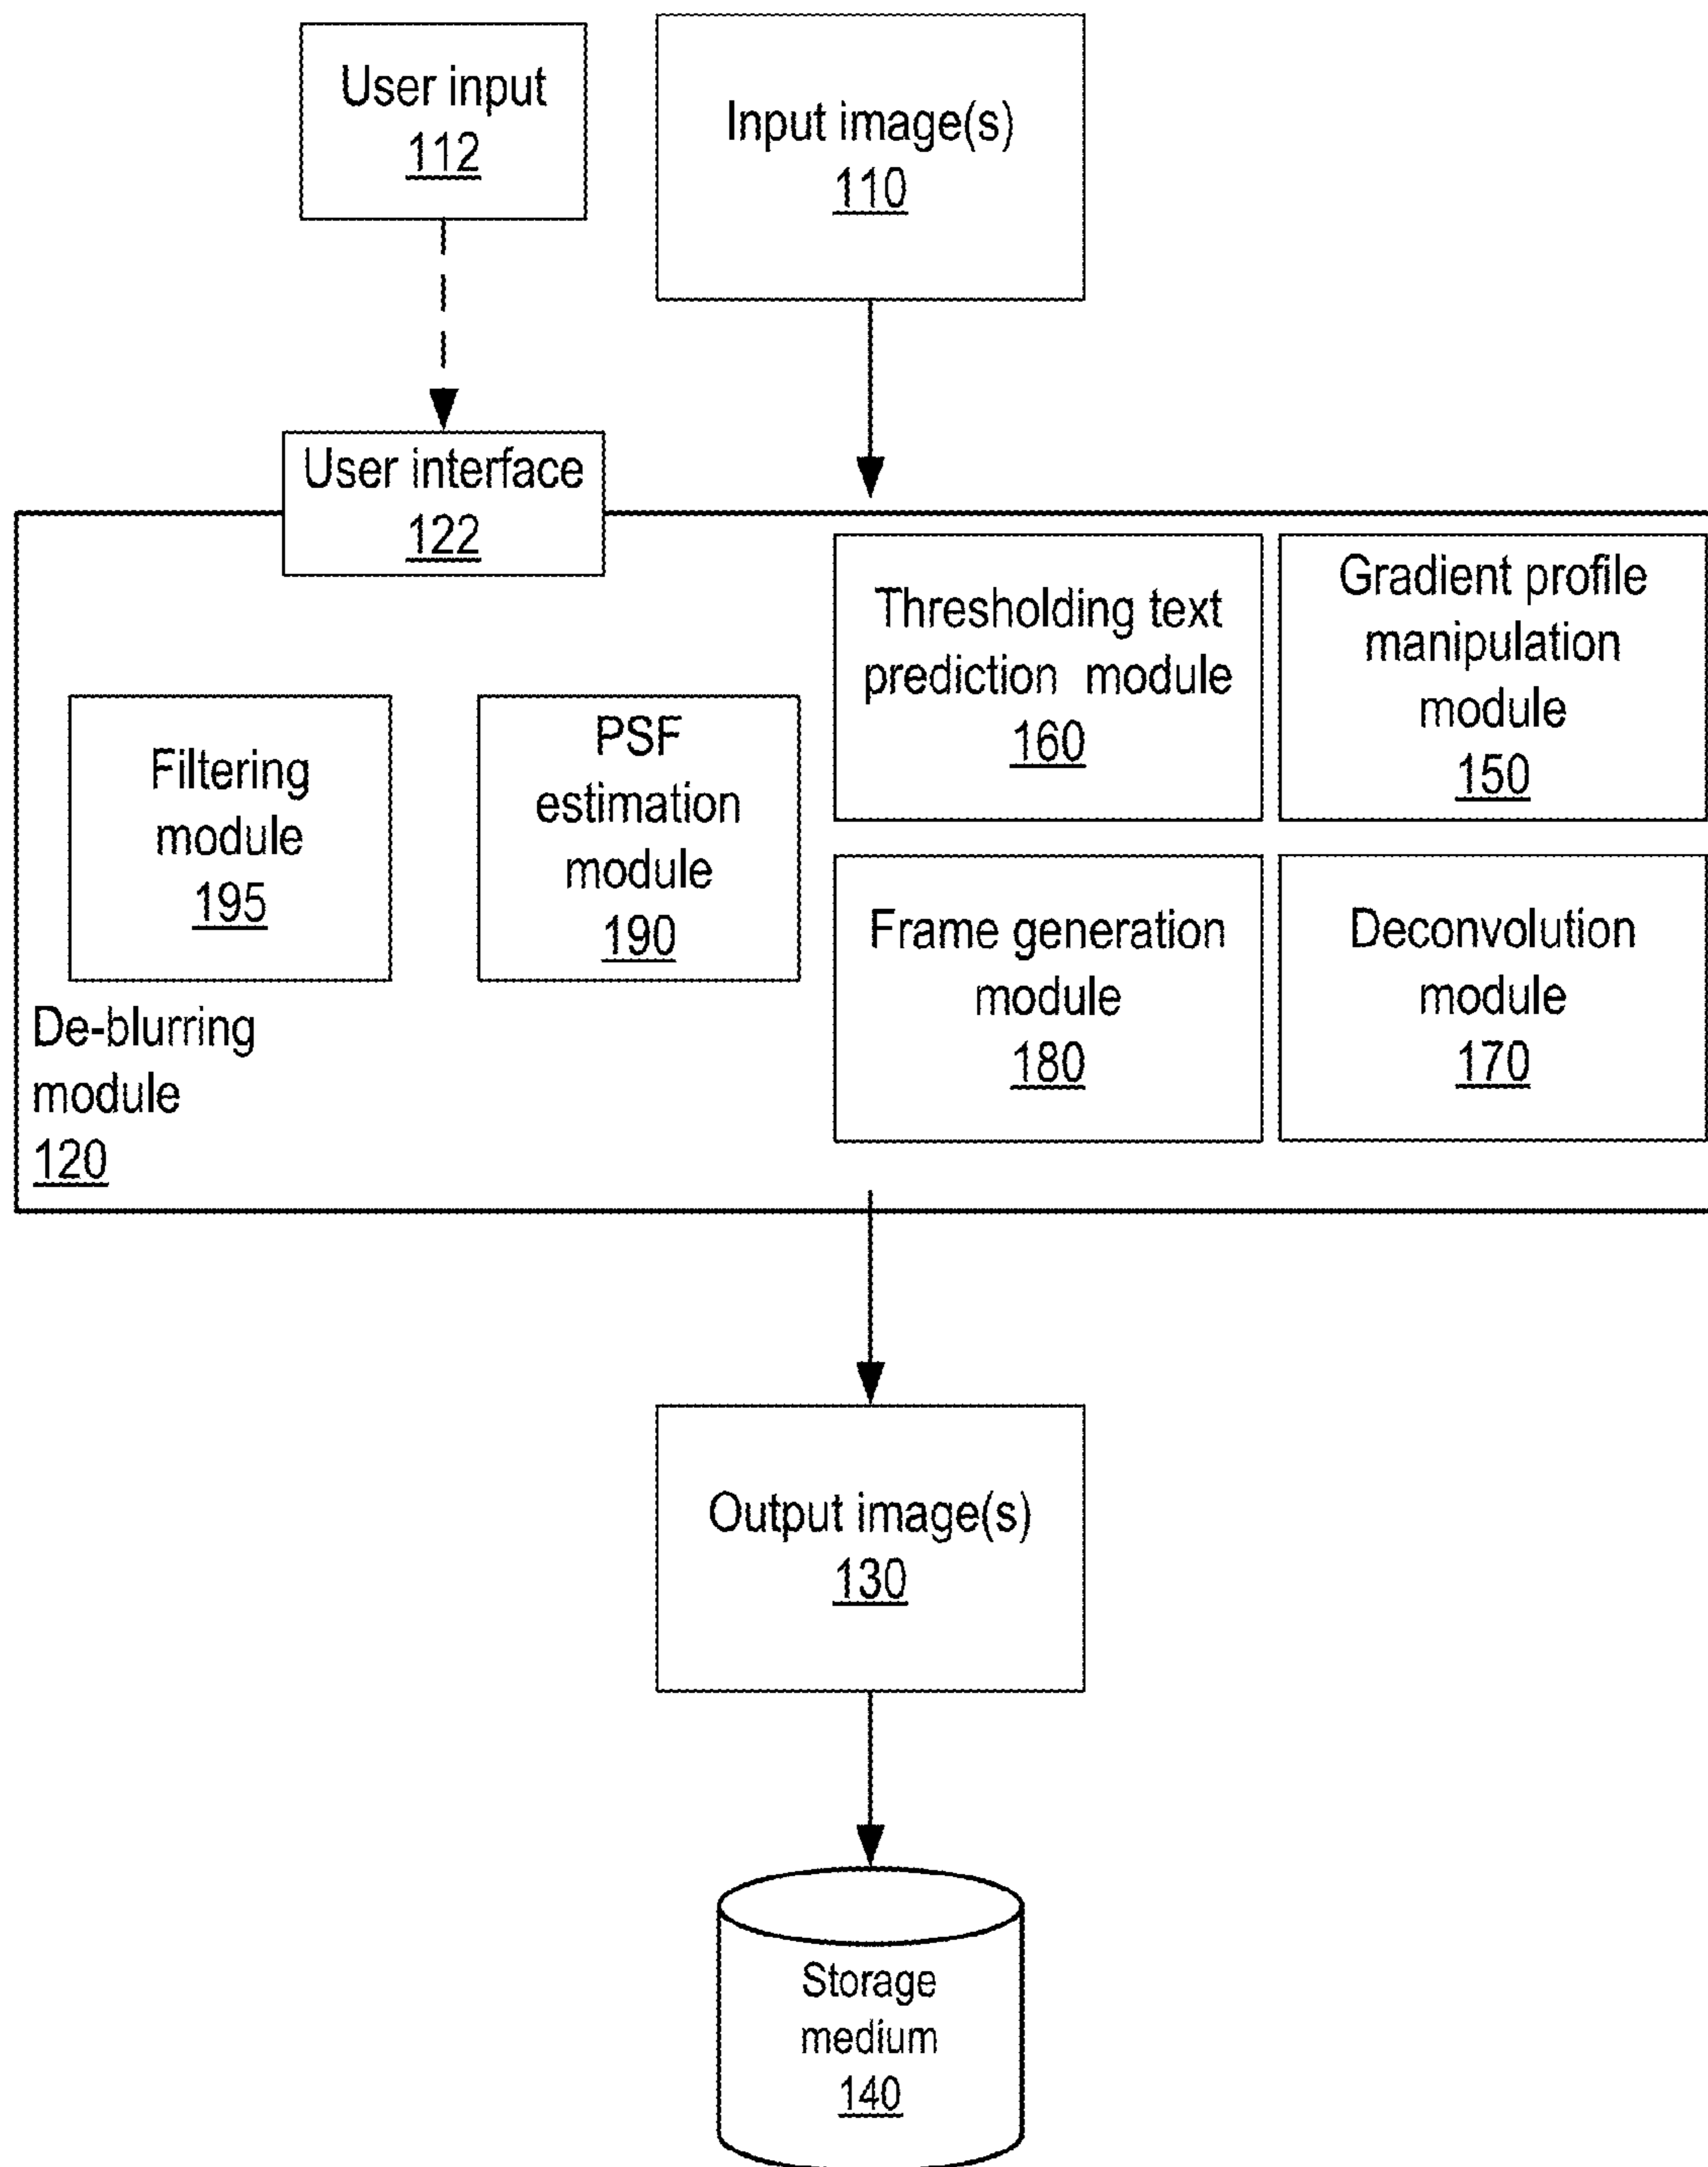 User input
112
Input image(s)
110
User interface
122
Thresholding text
prediction module
160
Gradient profile
manipulation
module
150
Filtering
module
195
PSF
estimation
module
190
Frame generation
module
180
Deconvolution
module
170
De-blurring
module
120
Output image(s)
130
Storage
medium
140